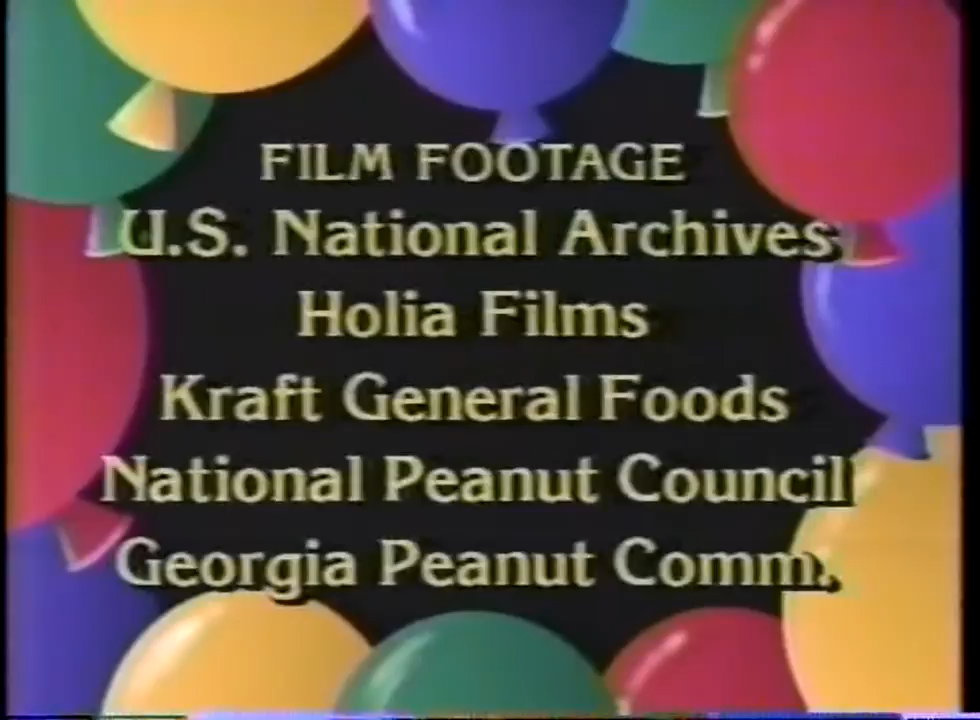 FILM FOOTAGE
U.S. National Archives
Holia Films
Kraft General Foods
National Peanut Council
Georgia Peanut Comm.